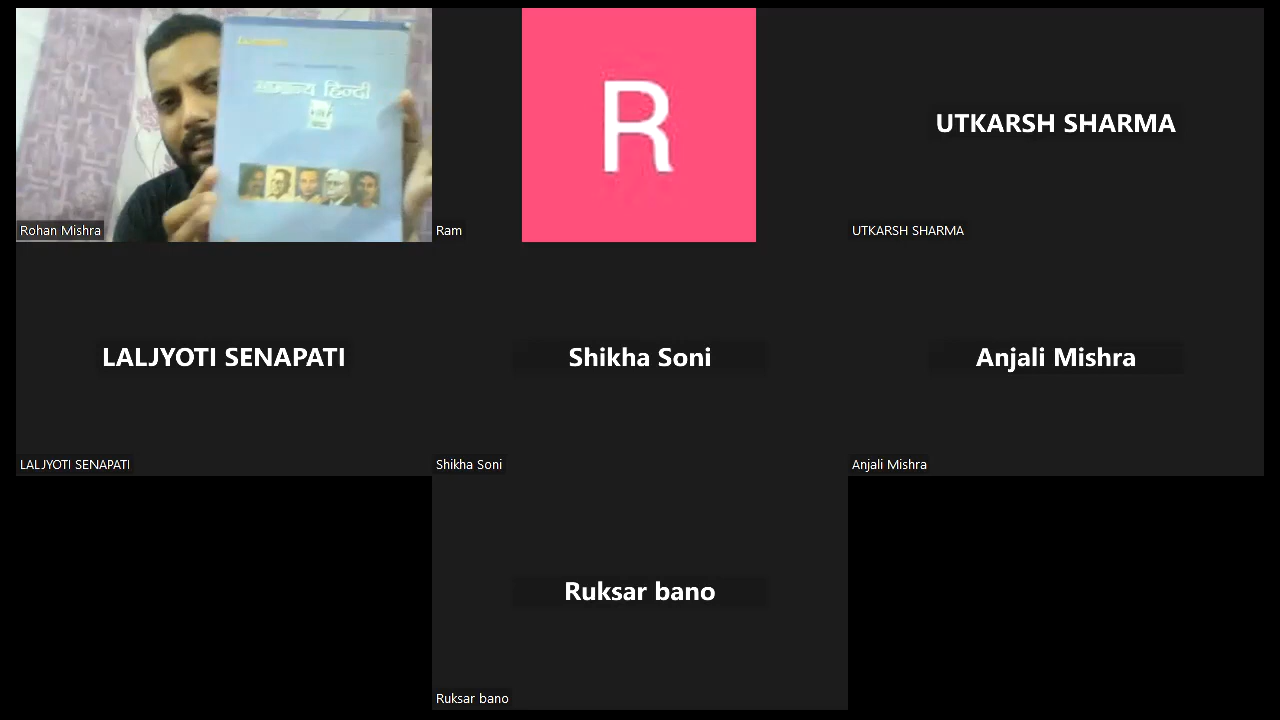 सामान्य हिन्दी
Rohan Mishra
R
Ram
UTKARSH SHARMA
UTKARSH SHARMA
LALJYOTI SENAPATI
LALJYOTI SENAPATI
Shikha Soni
Shikha Soni
Anjali Mishra
Anjali Mishra
Ruksar bano
Ruksar bano